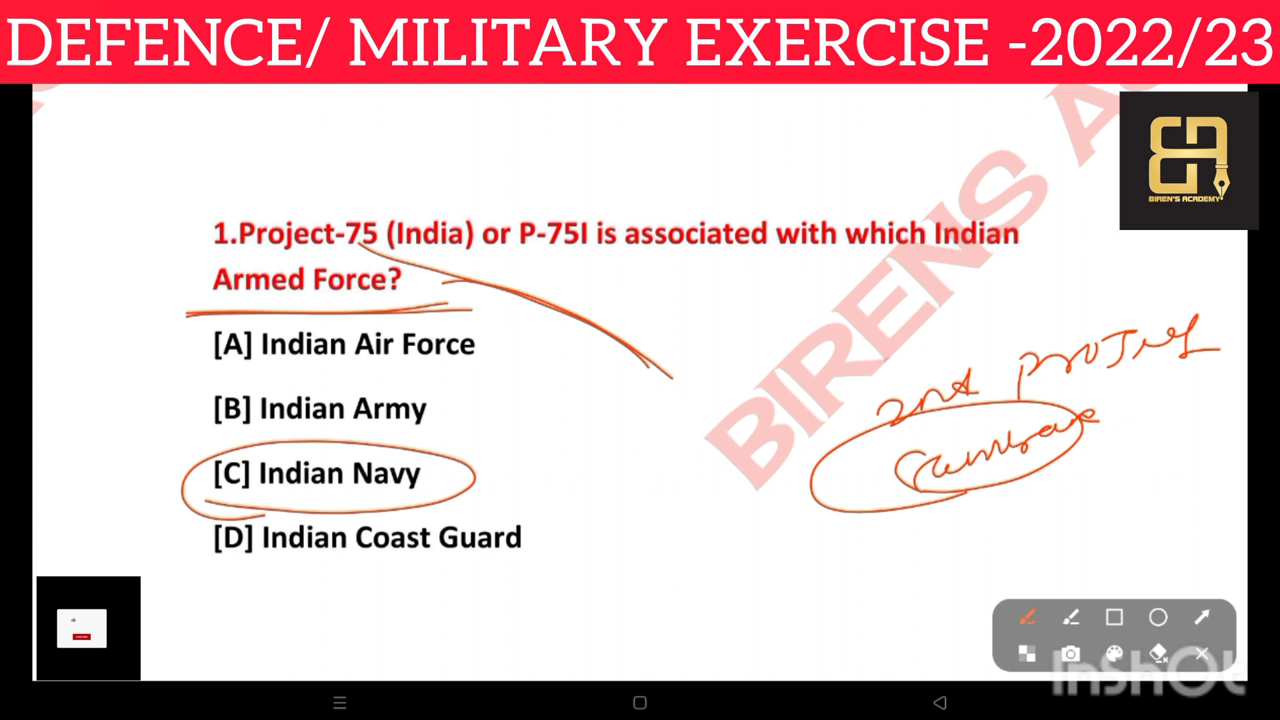 DEFENCE/ MILITARY EXERCISE -2022/23
BIRENS A
BIREN'S ACADEMY
1.Project-75 (India) or P-75I is associated with which Indian
Armed Force?
[A] Indian Air Force
[B] Indian Army
[C] Indian Navy
[D] Indian Coast Guard
InShOt